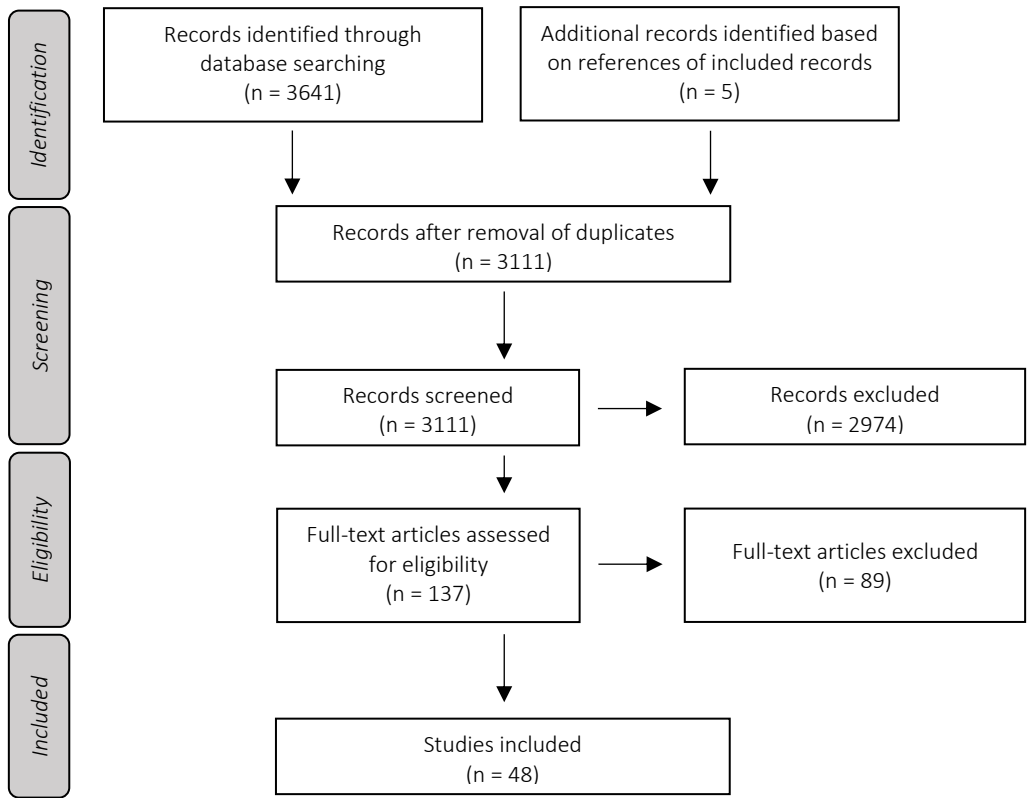 Identification
Records identified through
database searching
(n = 3641)
Additional records identified based
on references of included records
(n = 5)
Screening
Records after removal of duplicates
(n = 3111)
Records screened
(n = 3111)
Records excluded
(n = 2974)
Eligibility
Full-text articles assessed
for eligibility
(n = 137)
Full-text articles excluded
(n = 89)
Included
Studies included
(n = 48)